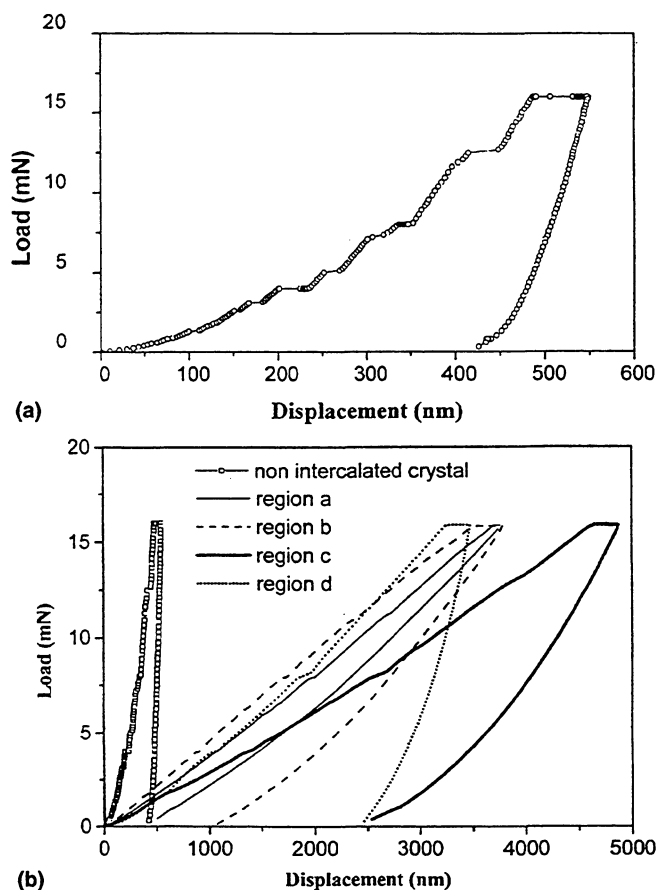 20
15
10
5
0
Load (mN)
0 100 200 300 400 500 600
(a)
Displacement (nm)
20
15
10
5
0
Load (mN)
non intercalated crystal
region a
region b
region c
region d
0 1000 2000 3000 4000 5000
(b)
Displacement (nm)